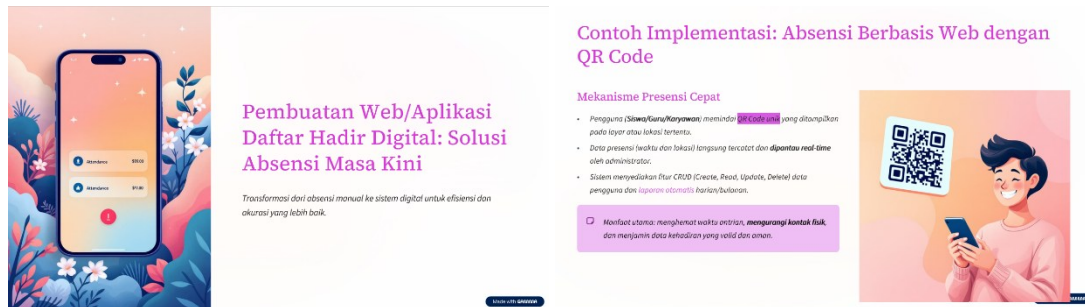 Attendance
Attendance
Pembuatan Web/Aplikasi
Daftar Hadir Digital: Solusi
Absensi Masa Kini
Transformasi dari absensi manual ke sistem digital untuk efisiensi dan
akurasi yang lebih baik.
Made with GAMMA
Contoh Implementasi: Absensi Berbasis Web dengan
QR Code
Mekanisme Presensi Cepat
• Pengguna (Siswa/Guru/Karyawan) memindai QR Code unik yang ditampilkan
pada layar atau lokasi tertentu.
• Data presensi (waktu dan lokasi) langsung tercatat dan dipantau real-time
oleh administrator.
• Sistem menyediakan fitur CRUD (Create, Read, Update, Delete) data
pengguna dan laporan otomatis harian/bulanan.
Manfaat utama: menghemat waktu antrian, mengurangi kontak fisik,
dan menjamin data kehadiran yang valid dan aman.